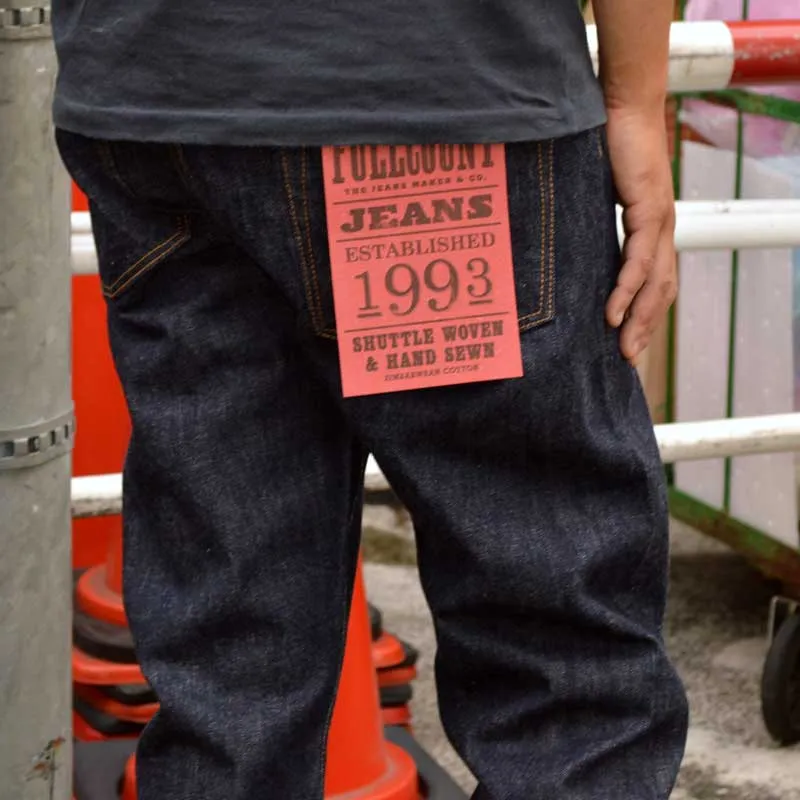 FULLCOUNT
THE JEANS MAKER & CO.
JEANS
ESTABLISHED
1993
SHUTTLE WOVEN
& HAND SEWN
ZIMBABWEAN COTTON